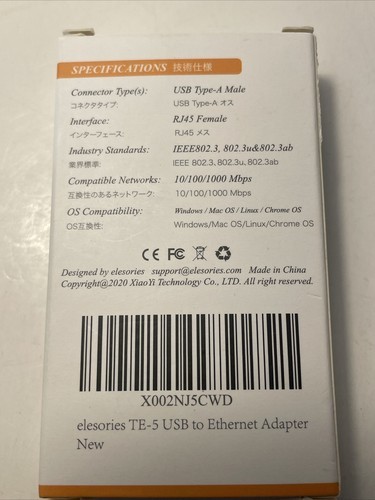 SPECIFICATIONS 技術仕様
Connector Type(s): USB Type-A Male
コネクタタイプ: USB Type-A オス
Interface: RJ45 Female
インターフェース: RJ45 メス
Industry Standards: IEEE802.3, 802.3u&802.3ab
業界標準: IEEE 802.3, 802.3u, 802.3ab
Compatible Networks: 10/100/1000 Mbps
互換性のあるネットワーク: 10/100/1000 Mbps
OS Compatibility: Windows / Mac OS / Linux / Chrome OS
OS互換性: Windows/Mac OS/Linux/Chrome OS
CE FC
Designed by elesories support@elesories.com Made in China
Copyright@2020 XiaoYi Technology Co., LTD. All right reserved.
X002NJ5CWD
elesories TE-5 USB to Ethernet Adapter
New